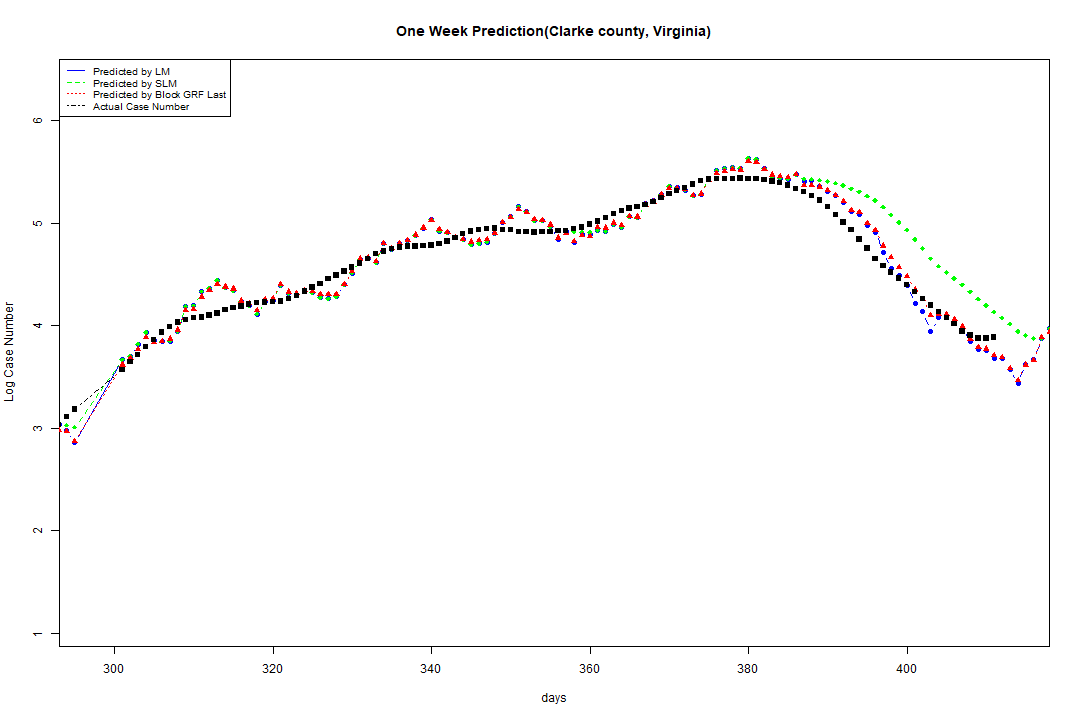 One Week Prediction(Clarke county, Virginia)
Predicted by LM
Predicted by SLM
Predicted by Block GRF Last
Actual Case Number
6
5
4
3
2
1
Log Case Number
300 320 340 360 380 400
days